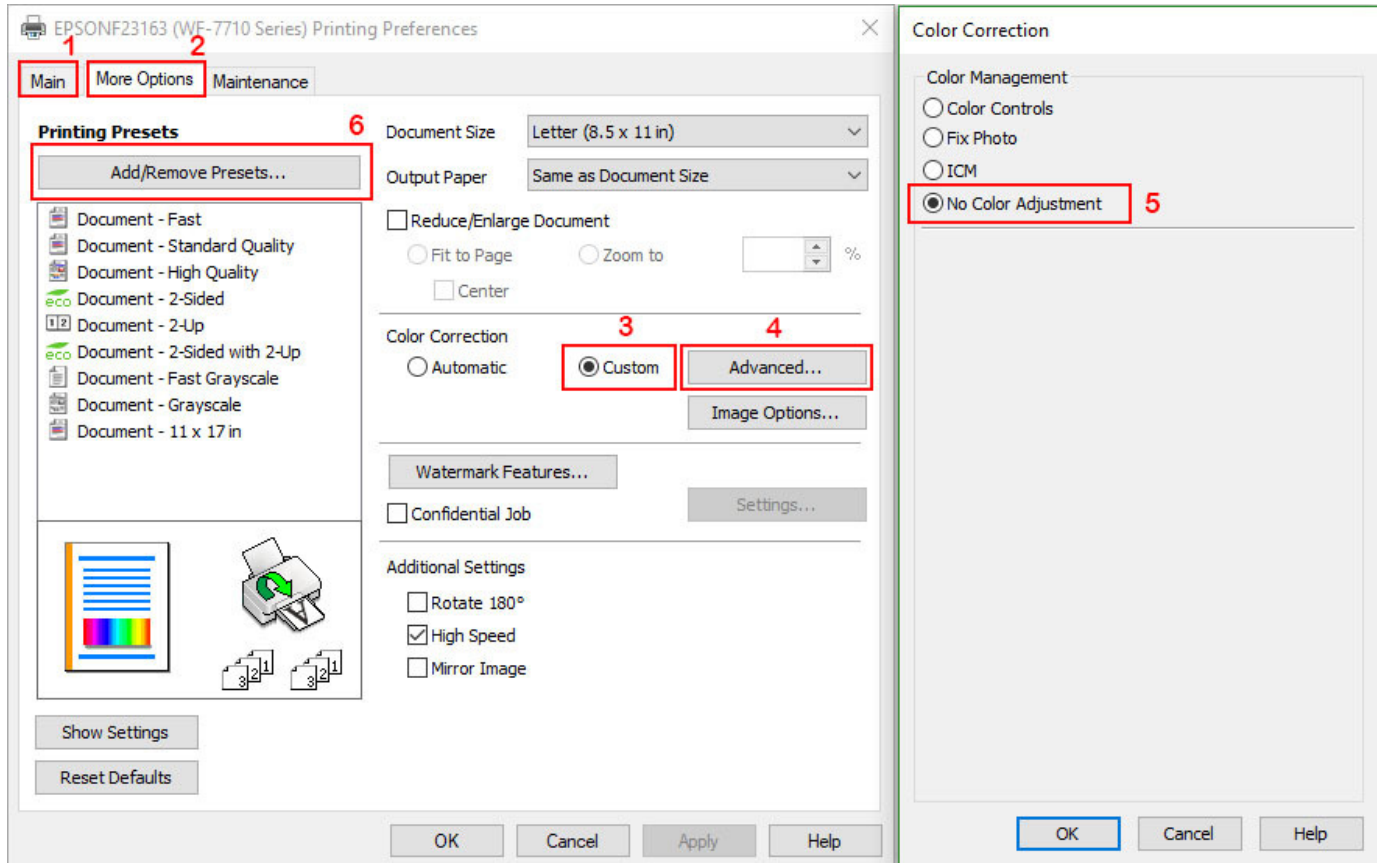 EPSONF23163 (WF-7710 Series) Printing Preferences
1
2
Main
More Options
Maintenance
Printing Presets
6
Add/Remove Presets...
Document - Fast
Document - Standard Quality
Document - High Quality
eco Document - 2-Sided
1 2 Document - 2-Up
eco Document - 2-Sided with 2-Up
Document - Fast Grayscale
Document - Grayscale
Document - 11 x 17 in
3 2 1
3 2 1
Show Settings
Reset Defaults
Document Size
Letter (8.5 x 11 in)
Output Paper
Same as Document Size
Reduce/Enlarge Document
Fit to Page
Zoom to
%
Center
Color Correction
3
4
Automatic
Custom
Advanced...
Image Options...
Watermark Features...
Confidential Job
Settings...
Additional Settings
Rotate 180°
High Speed
Mirror Image
OK
Cancel
Apply
Help
Color Correction
Color Management
Color Controls
Fix Photo
ICM
No Color Adjustment
5
OK
Cancel
Help